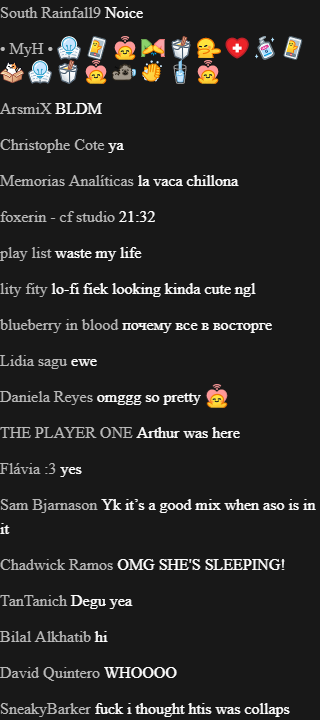 South Rainfall9 Noice
• MyH •
ArsmiX BLDM
Christophe Cote ya
Memorias Analíticas la vaca chillona
foxerin - cf studio 21:32
play list waste my life
lity fity lo-fi fiek looking kinda cute ngl
blueberry in blood почему все в восторге
Lidia sagu ewe
Daniela Reyes omggg so pretty
THE PLAYER ONE Arthur was here
Flávia :3 yes
Sam Bjarnason Yk it’s a good mix when aso is in
it
Chadwick Ramos OMG SHE'S SLEEPING!
TanTanich Degu yea
Bilal Alkhatib hi
David Quintero WHOOOO
SneakyBarker fuck i thought htis was collaps